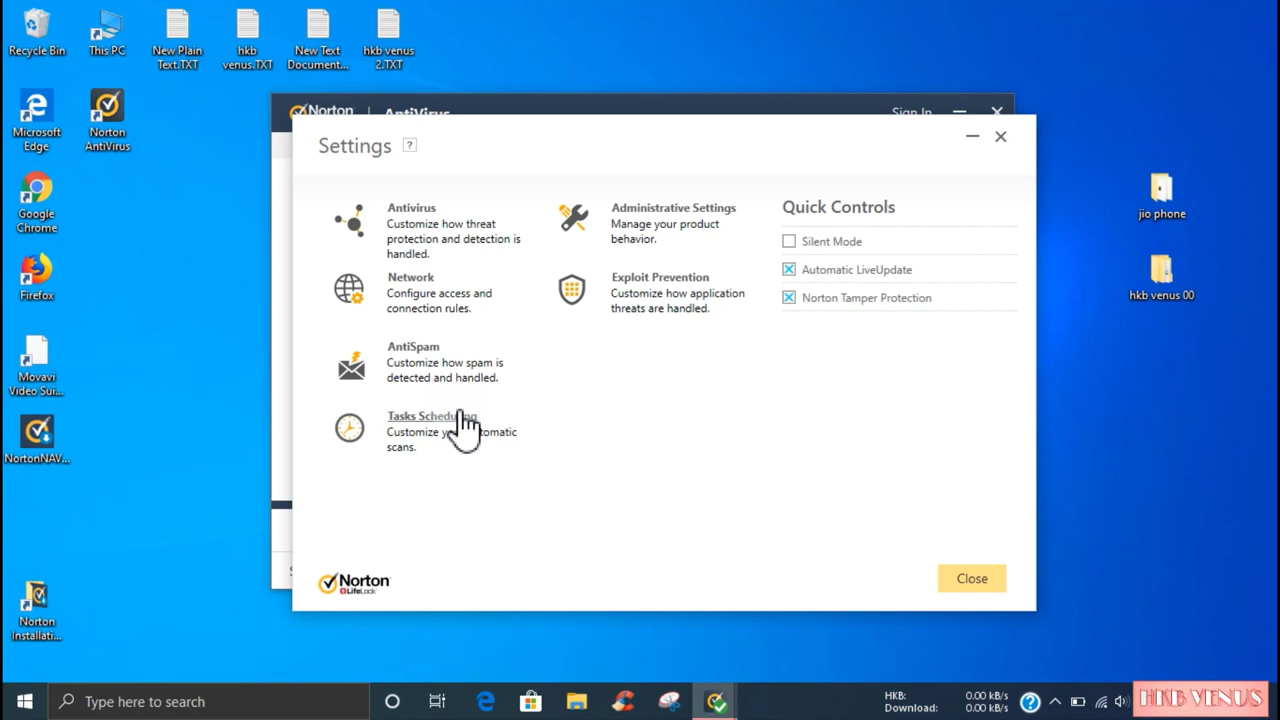 Recycle Bin
This PC
New Plain Text.TXT
hkb venus.TXT
New Text Document...
hkb venus 2.TXT
Microsoft Edge
Norton AntiVirus
Google Chrome
Firefox
Movavi Video Sui...
NortonNAV...
Norton Installati...
jio phone
hkb venus 00
Norton | AntiVirus
Sign In
Settings ?
Antivirus
Customize how threat
protection and detection is
handled.
Network
Configure access and
connection rules.
AntiSpam
Customize how spam is
detected and handled.
Tasks
Customize
scans.
Administrative Settings
Manage your product
behavior.
Exploit Prevention
Customize how application
threats are handled.
Quick Controls
Silent Mode
Automatic LiveUpdate
Norton Tamper Protection
Norton
LifeLock
Close
Type here to search
HKB: 0.00 kB/s
Download: 0.00 kB/s
HKB VENUS